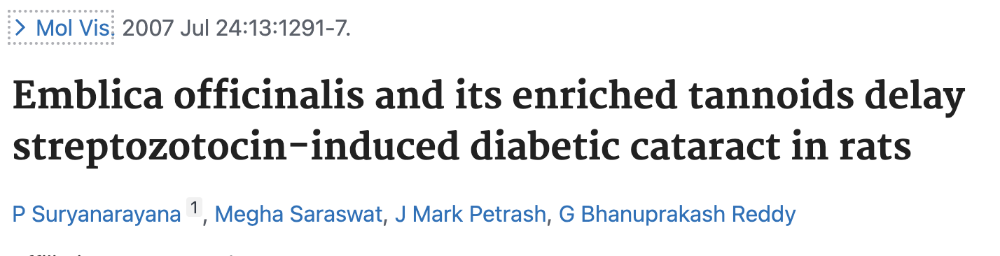 > Mol Vis. 2007 Jul 24:13:1291-7.
Emblica officinalis and its enriched tannoids delay
streptozotocin-induced diabetic cataract in rats
P Suryanarayana 1, Megha Saraswat, J Mark Petrash, G Bhanuprakash Reddy